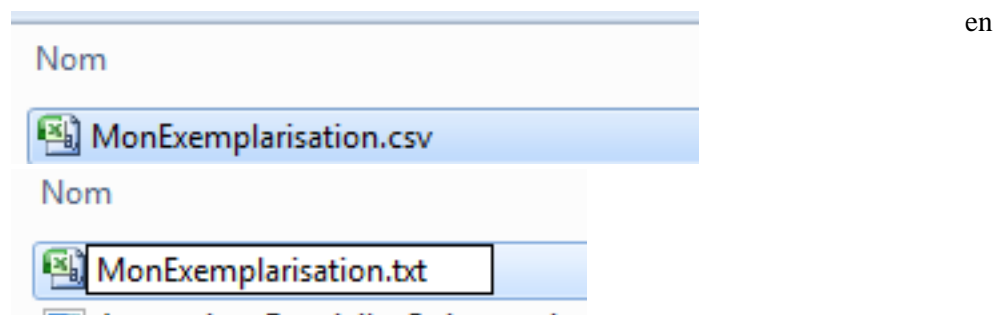 en
Nom
MonExemplarisation.csv
Nom
MonExemplarisation.txt